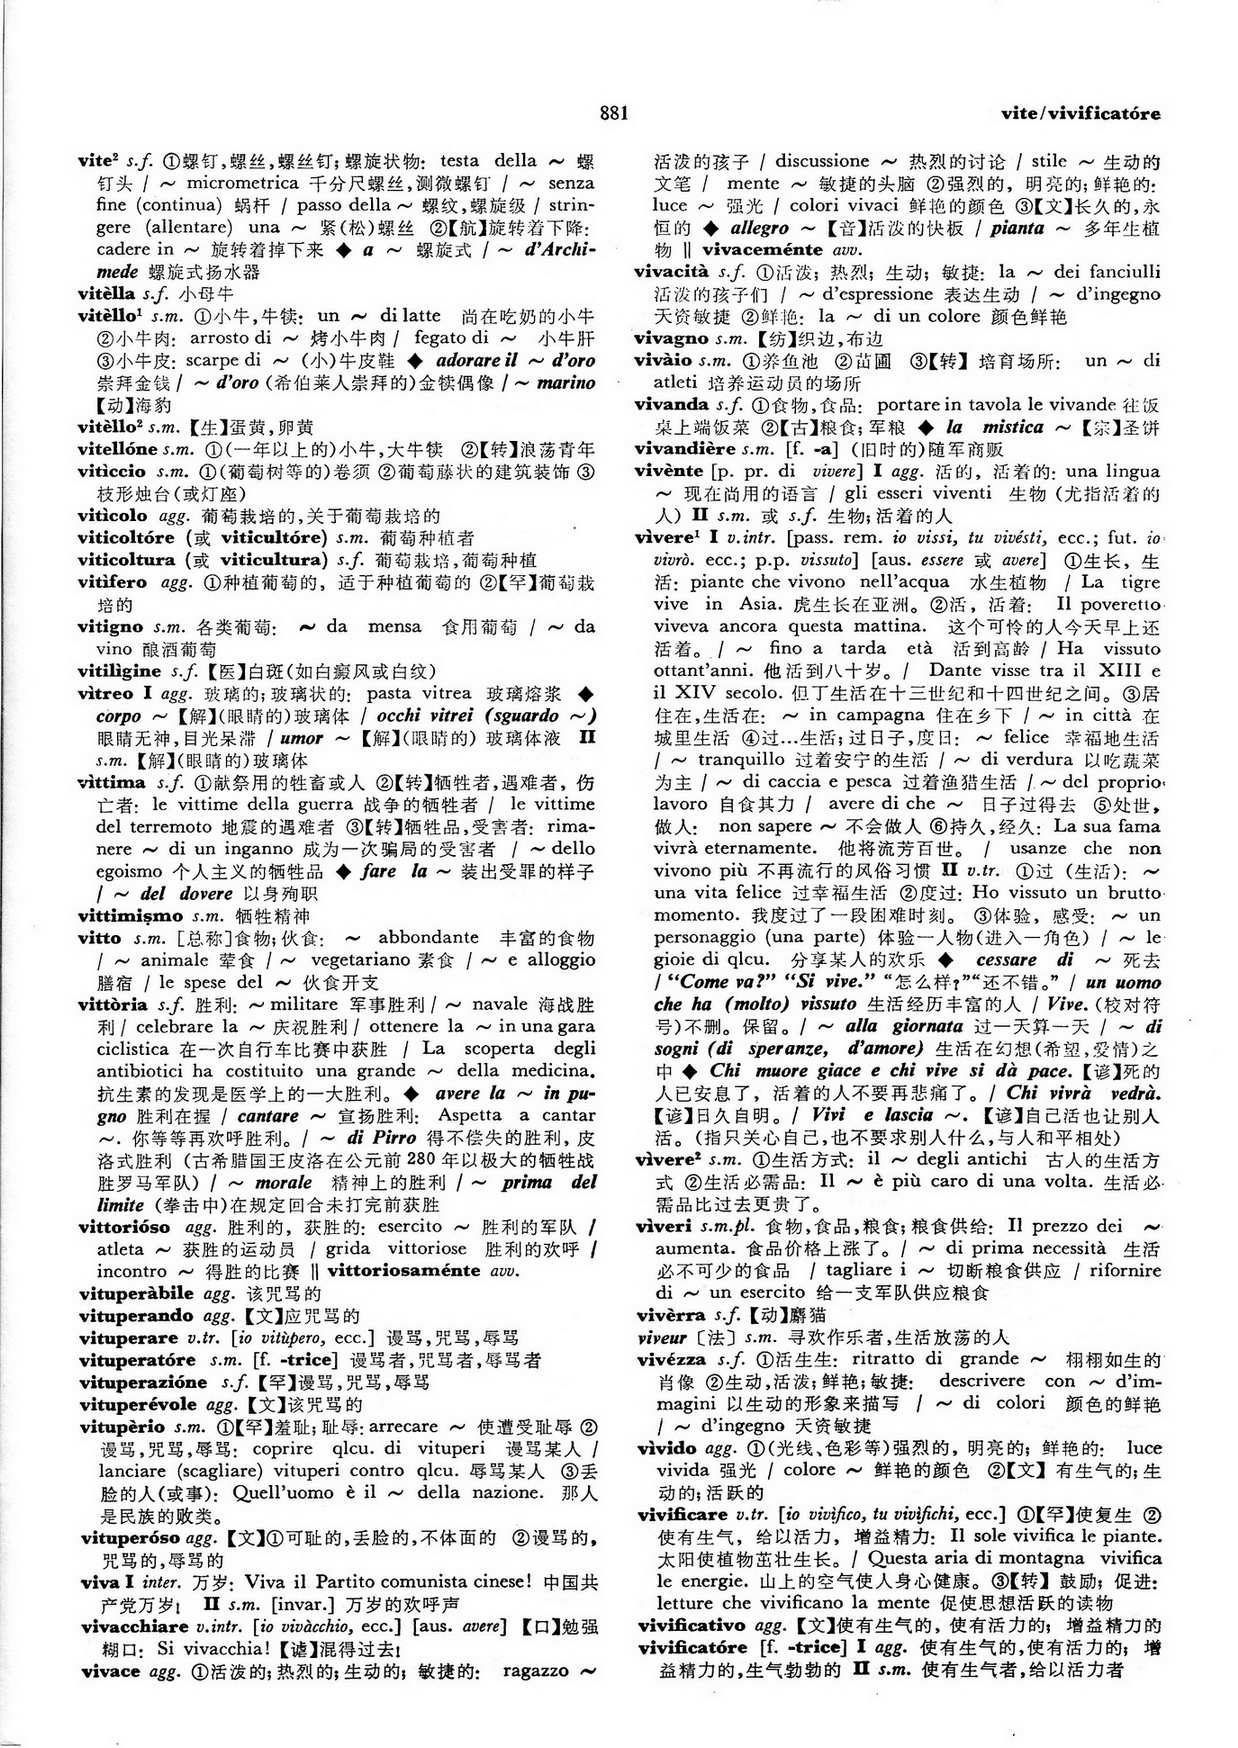 881
vite/vivificatóre
vite² s.f. ①螺钉,螺丝,螺丝钉;螺旋状物: testa della ～ 螺
钉头 / ～ micrometrica 千分尺螺丝,测微螺钉 / ～ senza
fine (continua) 蜗杆 / passo della ～ 螺纹,螺旋级 / strin-
gere (allentare) una ～ 紧(松)螺丝 ②【航】旋转着下降:
cadere in ～ 旋转着掉下来 ◆ a ～ 螺旋式 / ～ d'Archi-
mede 螺旋式扬水器
vitèlla s.f. 小母牛
vitèllo¹ s.m. ①小牛,牛犊: un ～ di latte 尚在吃奶的小牛
②小牛肉: arrosto di ～ 烤小牛肉 / fegato di ～ 小牛肝
③小牛皮: scarpe di ～ (小)牛皮鞋 ◆ adorare il ～ d'oro
崇拜金钱 / ～ d'oro (希伯莱人崇拜的)金犊偶像 / ～ marino
【动】海豹
vitèllo² s.m. 【生】蛋黄,卵黄
vitellóne s.m. ①(一年以上的)小牛,大牛犊 ②【转】浪荡青年
vitìccio s.m. ①(葡萄树等的)卷须 ②葡萄藤状的建筑装饰 ③
枝形烛台(或灯座)
vitìcolo agg. 葡萄栽培的,关于葡萄栽培的
viticoltóre (或 viticultóre) s.m. 葡萄种植者
viticoltura (或 viticultura) s.f. 葡萄栽培,葡萄种植
vitìfero agg. ①种植葡萄的, 适于种植葡萄的 ②【罕】葡萄栽
培的
vitigno s.m. 各类葡萄: ～ da mensa 食用葡萄 / ～ da
vino 酿酒葡萄
vitilìgine s.f. 【医】白斑(如白癜风或白纹)
vìtreo I agg. 玻璃的;玻璃状的: pasta vitrea 玻璃熔浆 ◆
corpo ～ 【解】(眼睛的)玻璃体 / occhi vitrei (sguardo ～)
眼睛无神,目光呆滞 / umor ～ 【解】(眼睛的) 玻璃体液 II
s.m. 【解】(眼睛的)玻璃体
vìttima s.f. ①献祭用的牲畜或人 ②【转】牺牲者,遇难者, 伤
亡者: le vittime della guerra 战争的牺牲者 / le vittime
del terremoto 地震的遇难者 ③【转】牺牲品,受害者: rima-
nere ～ di un inganno 成为一次骗局的受害者 / ～ dello
egoismo 个人主义的牺牲品 ◆ fare la ～ 装出受罪的样子
/ ～ del dovere 以身殉职
vittimiṣmo s.m. 牺牲精神
vitto s.m. [总称]食物;伙食: ～ abbondante 丰富的食物
/ ～ animale 荤食 / ～ vegetariano 素食 / ～ e alloggio
膳宿 / le spese del ～ 伙食开支
vittòria s.f. 胜利: ～ militare 军事胜利 / ～ navale 海战胜
利 / celebrare la ～ 庆祝胜利 / ottenere la ～ in una gara
ciclistica 在一次自行车比赛中获胜 / La scoperta degli
antibiotici ha costituito una grande ～ della medicina.
抗生素的发现是医学上的一大胜利。◆ avere la ～ in pu-
gno 胜利在握 / cantare ～ 宣扬胜利: Aspetta a cantar
～. 你等等再欢呼胜利。/ ～ di Pirro 得不偿失的胜利, 皮
洛式胜利 (古希腊国王皮洛在公元前 280 年以极大的牺牲战
胜罗马军队) / ～ morale 精神上的胜利 / ～ prima del
limite (拳击中)在规定回合未打完前获胜
vittorióso agg. 胜利的, 获胜的: esercito ～ 胜利的军队 /
atleta ～ 获胜的运动员 / grida vittoriose 胜利的欢呼 /
incontro ～ 得胜的比赛 ‖ vittoriosaménte avv.
vituperàbile agg. 该咒骂的
vituperando agg. 【文】应咒骂的
vituperare v.tr. [io vitùpero, ecc.] 谩骂,咒骂,辱骂
vituperatóre s.m. [f. -trice] 谩骂者,咒骂者,辱骂者
vituperazióne s.f. 【罕】谩骂,咒骂,辱骂
vituperévole agg. 【文】该咒骂的
vitupèrio s.m. ①【罕】羞耻;耻辱: arrecare ～ 使遭受耻辱 ②
谩骂,咒骂,辱骂: coprire qlcu. di vituperi 谩骂某人 /
lanciare (scagliare) vituperi contro qlcu. 辱骂某人 ③丢
脸的人(或事): Quell'uomo è il ～ della nazione. 那人
是民族的败类。
vituperóso agg. 【文】①可耻的,丢脸的,不体面的 ②谩骂的,
咒骂的,辱骂的
viva I inter. 万岁: Viva il Partito comunista cinese! 中国共
产党万岁! II s.m. [invar.] 万岁的欢呼声
vivacchiare v.intr. [io vivàcchio, ecc.] [aus. avere] 【口】勉强
糊口: Si vivacchia! 【谑】混得过去!
vivace agg. ①活泼的;热烈的;生动的; 敏捷的: ragazzo ～
活泼的孩子 / discussione ～ 热烈的讨论 / stile ～ 生动的
文笔 / mente ～ 敏捷的头脑 ②强烈的, 明亮的;鲜艳的:
luce ～ 强光 / colori vivaci 鲜艳的颜色 ③【文】长久的,永
恒的 ◆ allegro ～ 【音】活泼的快板 / pianta ～ 多年生植
物 ‖ vivaceménte avv.
vivacità s.f. ①活泼; 热烈; 生动; 敏捷: la ～ dei fanciulli
活泼的孩子们 / ～ d'espressione 表达生动 / ～ d'ingegno
天资敏捷 ②鲜艳: la ～ di un colore 颜色鲜艳
vivagno s.m. 【纺】织边,布边
vivàio s.m. ①养鱼池 ②苗圃 ③【转】 培育场所: un ～ di
atleti 培养运动员的场所
vivanda s.f. ①食物,食品: portare in tavola le vivande 往饭
桌上端饭菜 ②【古】粮食;军粮 ◆ la mistica ～ 【宗】圣饼
vivandière s.m. [f. -a] (旧时的)随军商贩
vivènte [p. pr. di vivere] I agg. 活的, 活着的: una lingua
～ 现在尚用的语言 / gli esseri viventi 生物 (尤指活着的
人) II s.m. 或 s.f. 生物;活着的人
vìvere¹ I v.intr. [pass. rem. io vissi, tu vivésti, ecc.; fut. io
vivrò. ecc.; p.p. vissuto] [aus. essere 或 avere] ①生长, 生
活: piante che vivono nell'acqua 水生植物 / La tigre
vive in Asia. 虎生长在亚洲。②活, 活着: Il poveretto
viveva ancora questa mattina. 这个可怜的人今天早上还
活着。/ ～ fino a tarda età 活到高龄 / Ha vissuto
ottant'anni. 他活到八十岁。/ Dante visse tra il XIII e
il XIV secolo. 但丁生活在十三世纪和十四世纪之间。③居
住在,生活在: ～ in campagna 住在乡下 / ～ in città 在
城里生活 ④过…生活;过日子,度日: ～ felice 幸福地生活
/ ～ tranquillo 过着安宁的生活 / ～ di verdura 以吃蔬菜
为主 / ～ di caccia e pesca 过着渔猎生活 / ～ del proprio
lavoro 自食其力 / avere di che ～ 日子过得去 ⑤处世,
做人: non sapere ～ 不会做人 ⑥持久,经久: La sua fama
vivrà eternamente. 他将流芳百世。 / usanze che non
vivono più 不再流行的风俗习惯 II v.tr. ①过 (生活): ～
una vita felice 过幸福生活 ②度过: Ho vissuto un brutto
momento. 我度过了一段困难时刻。 ③体验, 感受: ～ un
personaggio (una parte) 体验一人物(进入一角色) / ～ le
gioie di qlcu. 分享某人的欢乐 ◆ cessare di ～ 死去
/ “Come va?” “Si vive.” “怎么样?”“还不错。” / un uomo
che ha (molto) vissuto 生活经历丰富的人 / Vive. (校对符
号)不删。保留。/ ～ alla giornata 过一天算一天 / ～ di
sogni (di speranze, d'amore) 生活在幻想(希望,爱情)之
中 ◆ Chi muore giace e chi vive si dà pace. 【谚】死的
人已安息了, 活着的人不要再悲痛了。/ Chi vivrà vedrà.
【谚】日久自明。/ Vivi e lascia ～. 【谚】自己活也让别人
活。(指只关心自己,也不要求别人什么,与人和平相处)
vìvere² s.m. ①生活方式: il ～ degli antichi 古人的生活方
式 ②生活必需品: Il ～ è più caro di una volta. 生活必
需品比过去更贵了。
vìveri s.m.pl. 食物,食品,粮食;粮食供给: Il prezzo dei ～
aumenta. 食品价格上涨了。/ ～ di prima necessità 生活
必不可少的食品 / tagliare i ～ 切断粮食供应 / rifornire
di ～ un esercito 给一支军队供应粮食
vivèrra s.f. 【动】麝猫
viveur 〔法〕 s.m. 寻欢作乐者,生活放荡的人
vivézza s.f. ①活生生: ritratto di grande ～ 栩栩如生的
肖像 ②生动,活泼;鲜艳;敏捷: descrivere con ～ d'im-
magini 以生动的形象来描写 / ～ di colori 颜色的鲜艳
/ ～ d'ingegno 天资敏捷
vìvido agg. ①(光线、色彩等)强烈的, 明亮的; 鲜艳的: luce
vivida 强光 / colore ～ 鲜艳的颜色 ②【文】 有生气的;生
动的;活跃的
vivificare v.tr. [io vivìfico, tu vivìfichi, ecc.] ①【罕】使复生 ②
使有生气, 给以活力, 增益精力: Il sole vivifica le piante.
太阳使植物茁壮生长。/ Questa aria di montagna vivifica
le energie. 山上的空气使人身心健康。③【转】 鼓励; 促进:
letture che vivificano la mente 促使思想活跃的读物
vivificativo agg. 【文】使有生气的, 使有活力的; 增益精力的
vivificatóre [f. -trice] I agg. 使有生气的,使有活力的; 增
益精力的,生气勃勃的 II s.m. 使有生气者,给以活力者